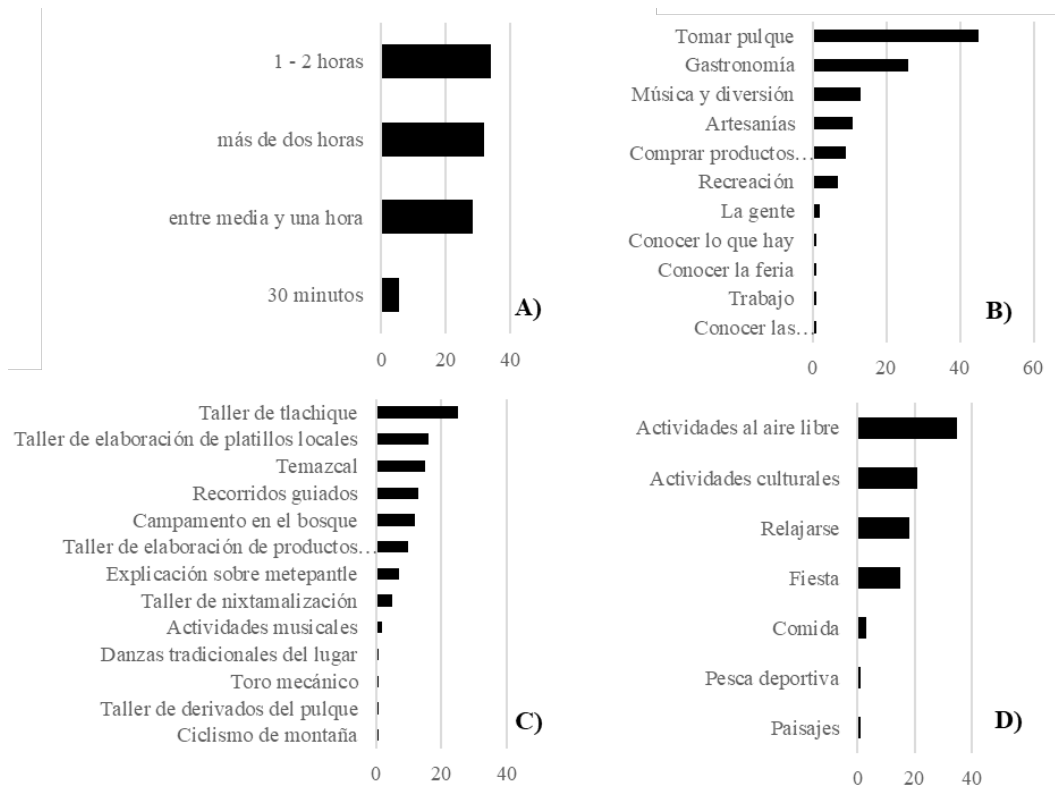 1 - 2 horas
más de dos horas
entre media y una hora
30 minutos
A)
0 20 40
Tomar pulque
Gastronomía
Música y diversión
Artesanías
Comprar productos...
Recreación
La gente
Conocer lo que hay
Conocer la feria
Trabajo
Conocer las...
B)
0 20 40 60
Taller de tlachique
Taller de elaboración de platillos locales
Temazcal
Recorridos guiados
Campamento en el bosque
Taller de elaboración de productos...
Explicación sobre metepantle
Taller de nixtamalización
Actividades musicales
Danzas tradicionales del lugar
Toro mecánico
Taller de derivados del pulque
Ciclismo de montaña
C)
0 20 40
Actividades al aire libre
Actividades culturales
Relajarse
Fiesta
Comida
Pesca deportiva
Paisajes
D)
0 20 40